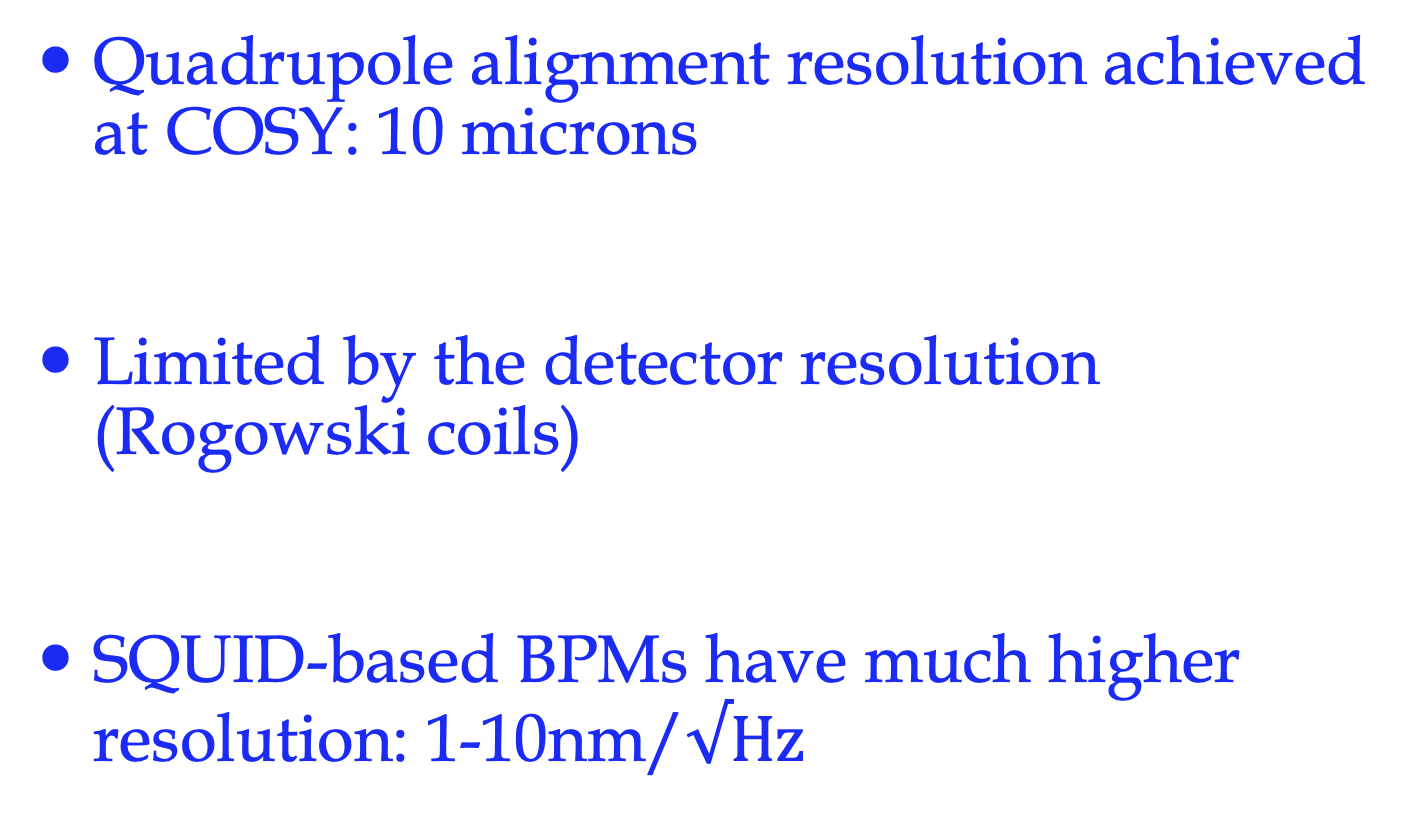 • Quadrupole alignment resolution achieved
at COSY: 10 microns
• Limited by the detector resolution
(Rogowski coils)
• SQUID-based BPMs have much higher
resolution: 1-10nm/√Hz